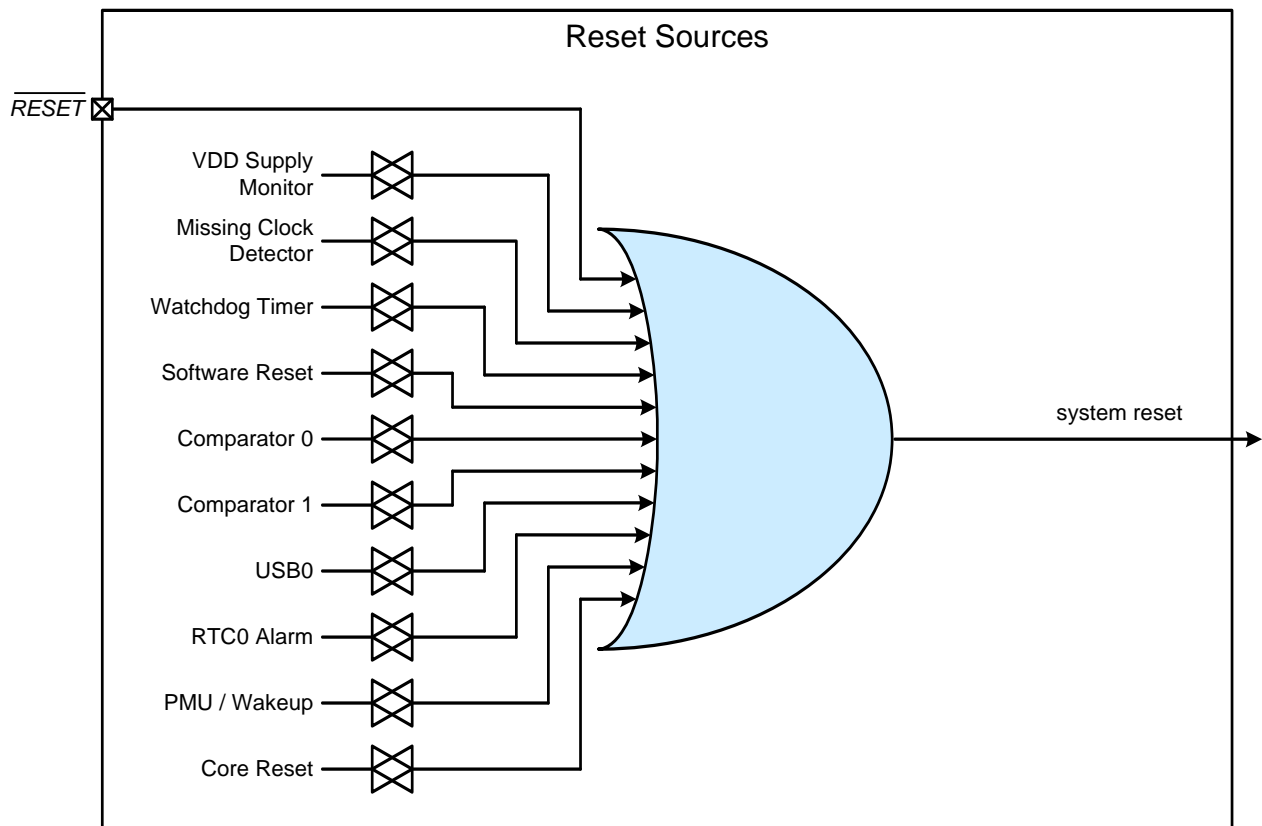 Reset Sources
RESET
VDD Supply
Monitor
Missing Clock
Detector
Watchdog Timer
Software Reset
Comparator 0
system reset
Comparator 1
USB0
RTC0 Alarm
PMU / Wakeup
Core Reset